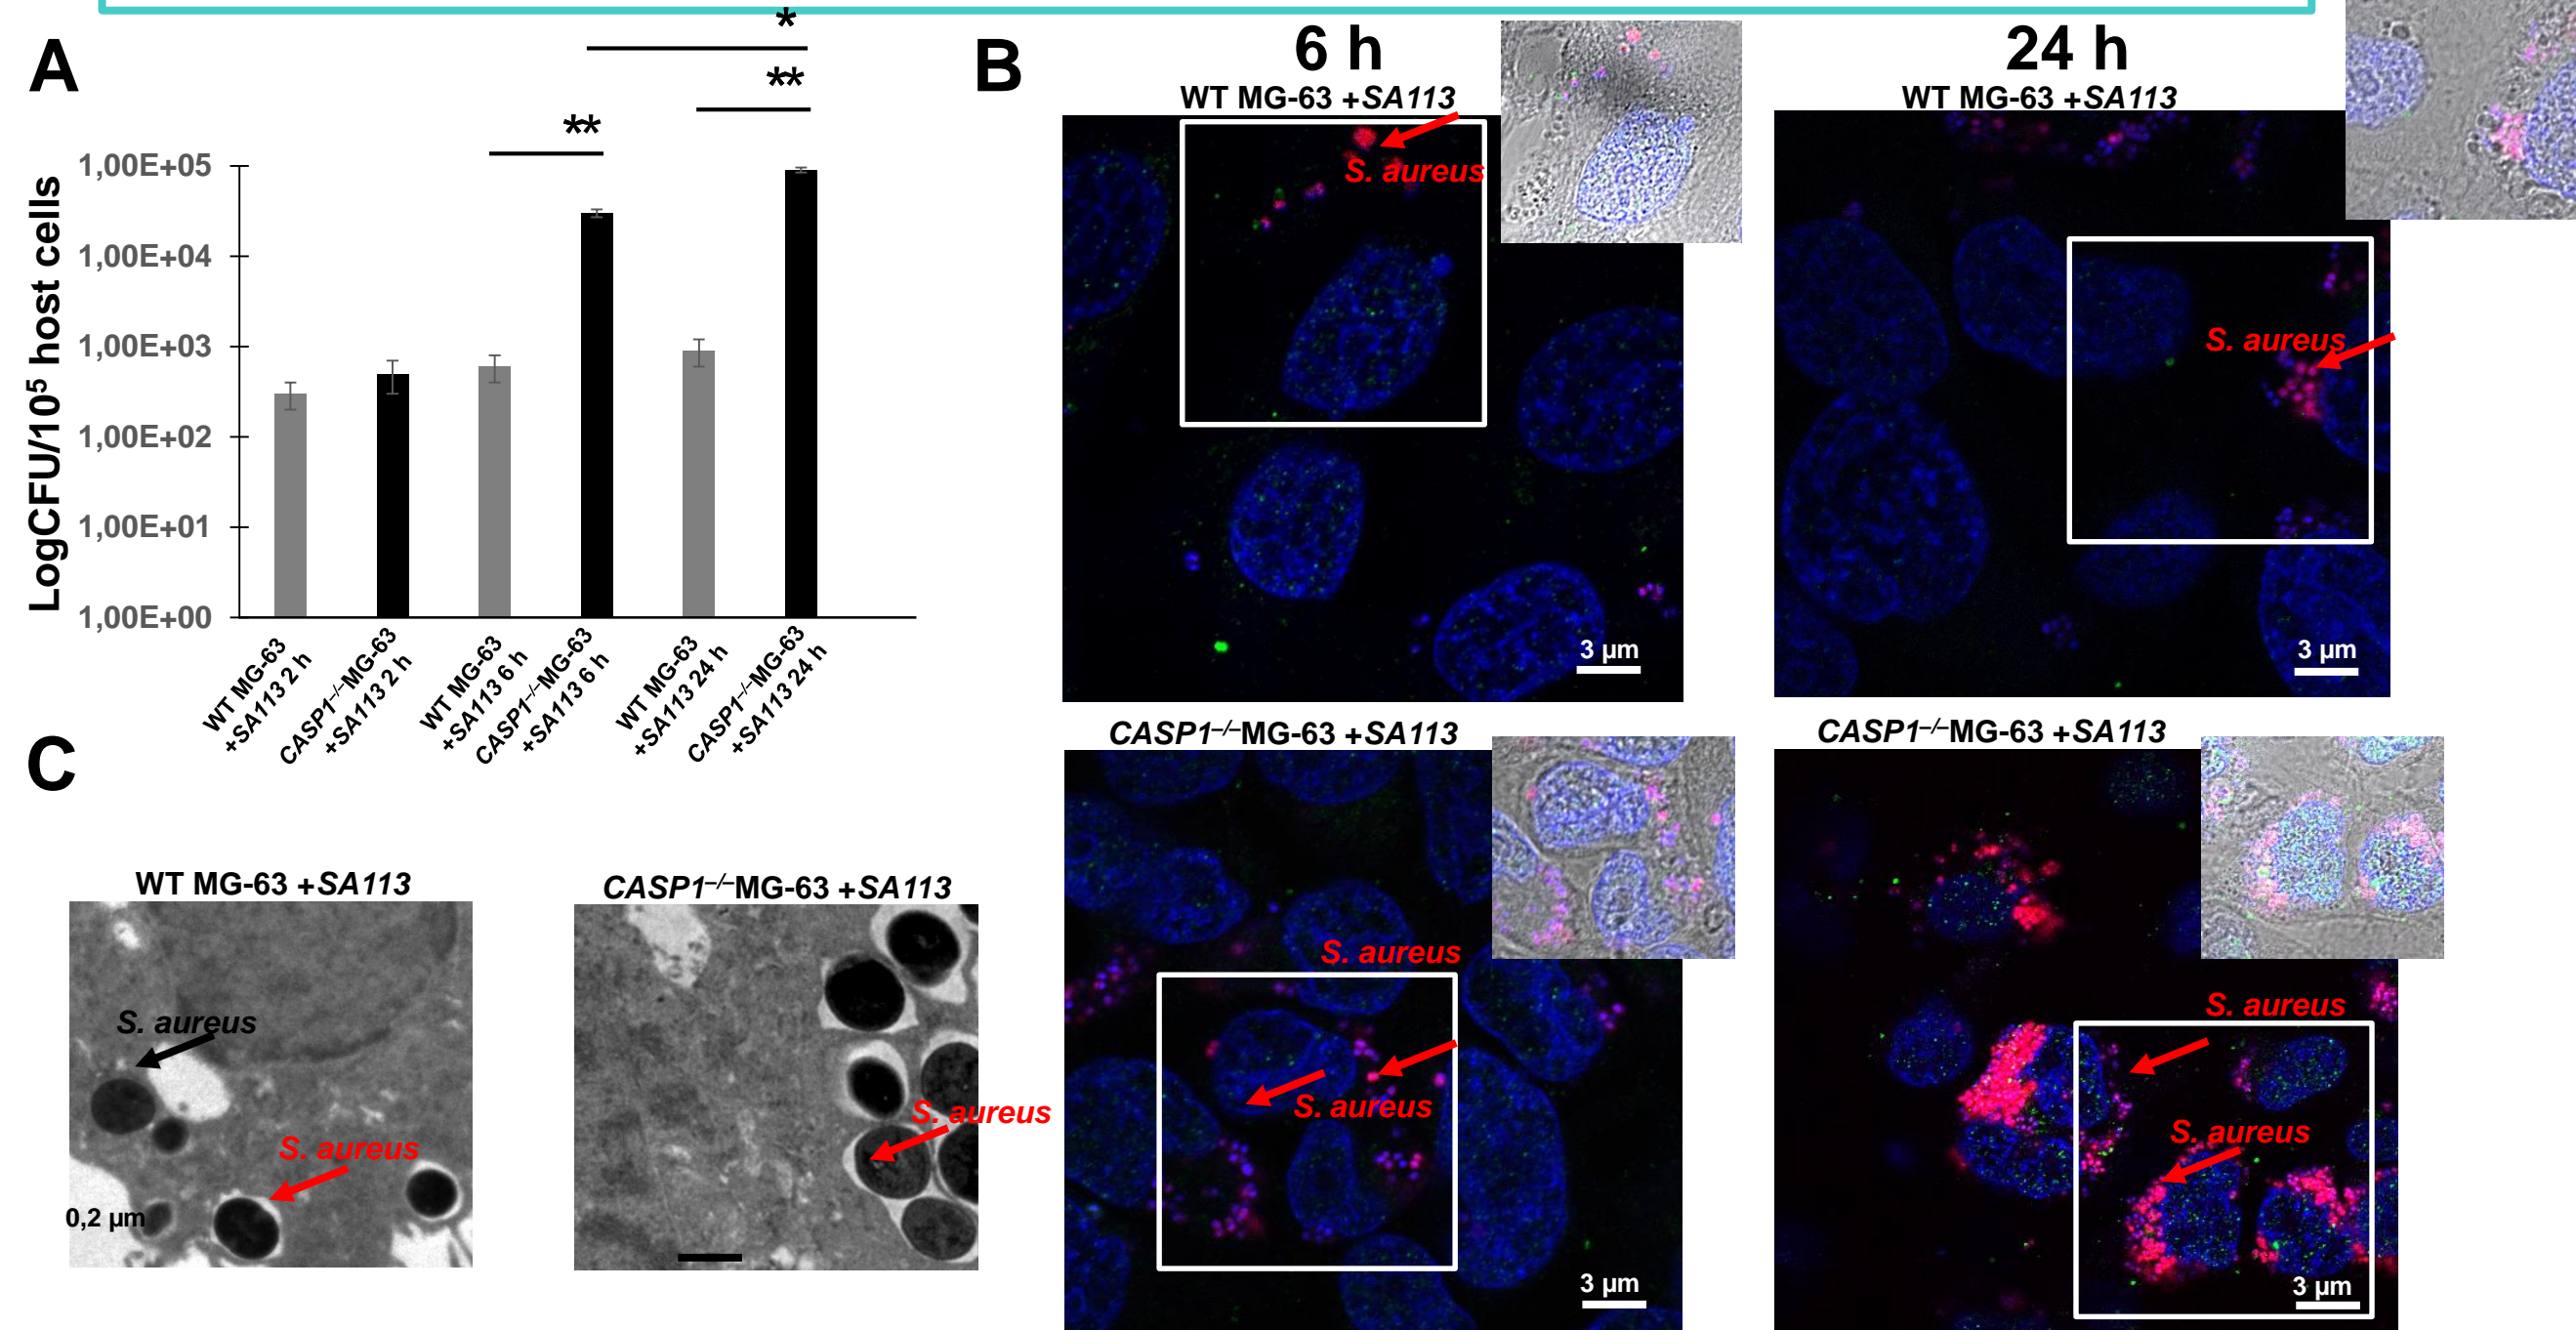 A
*
**
**
LogCFU/10⁵ host cells
1,00E+05
1,00E+04
1,00E+03
1,00E+02
1,00E+01
1,00E+00
WT MG-63
+SA113 2 h
CASP1⁻/⁻MG-63
+SA113 2 h
WT MG-63
+SA113 6 h
CASP1⁻/⁻MG-63
+SA113 6 h
WT MG-63
+SA113 24 h
CASP1⁻/⁻MG-63
+SA113 24 h
B
6 h
WT MG-63 +SA113
S. aureus
3 µm
24 h
WT MG-63 +SA113
S. aureus
3 µm
CASP1⁻/⁻MG-63 +SA113
S. aureus
S. aureus
3 µm
CASP1⁻/⁻MG-63 +SA113
S. aureus
S. aureus
3 µm
C
WT MG-63 +SA113
S. aureus
S. aureus
0,2 µm
CASP1⁻/⁻MG-63 +SA113
S. aureus